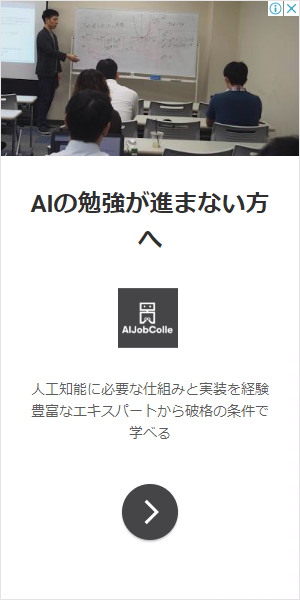 AIの勉強が進まない方
へ
AIJobColle
人工知能に必要な仕組みと実装を経験
豊富なエキスパートから破格の条件で
学べる